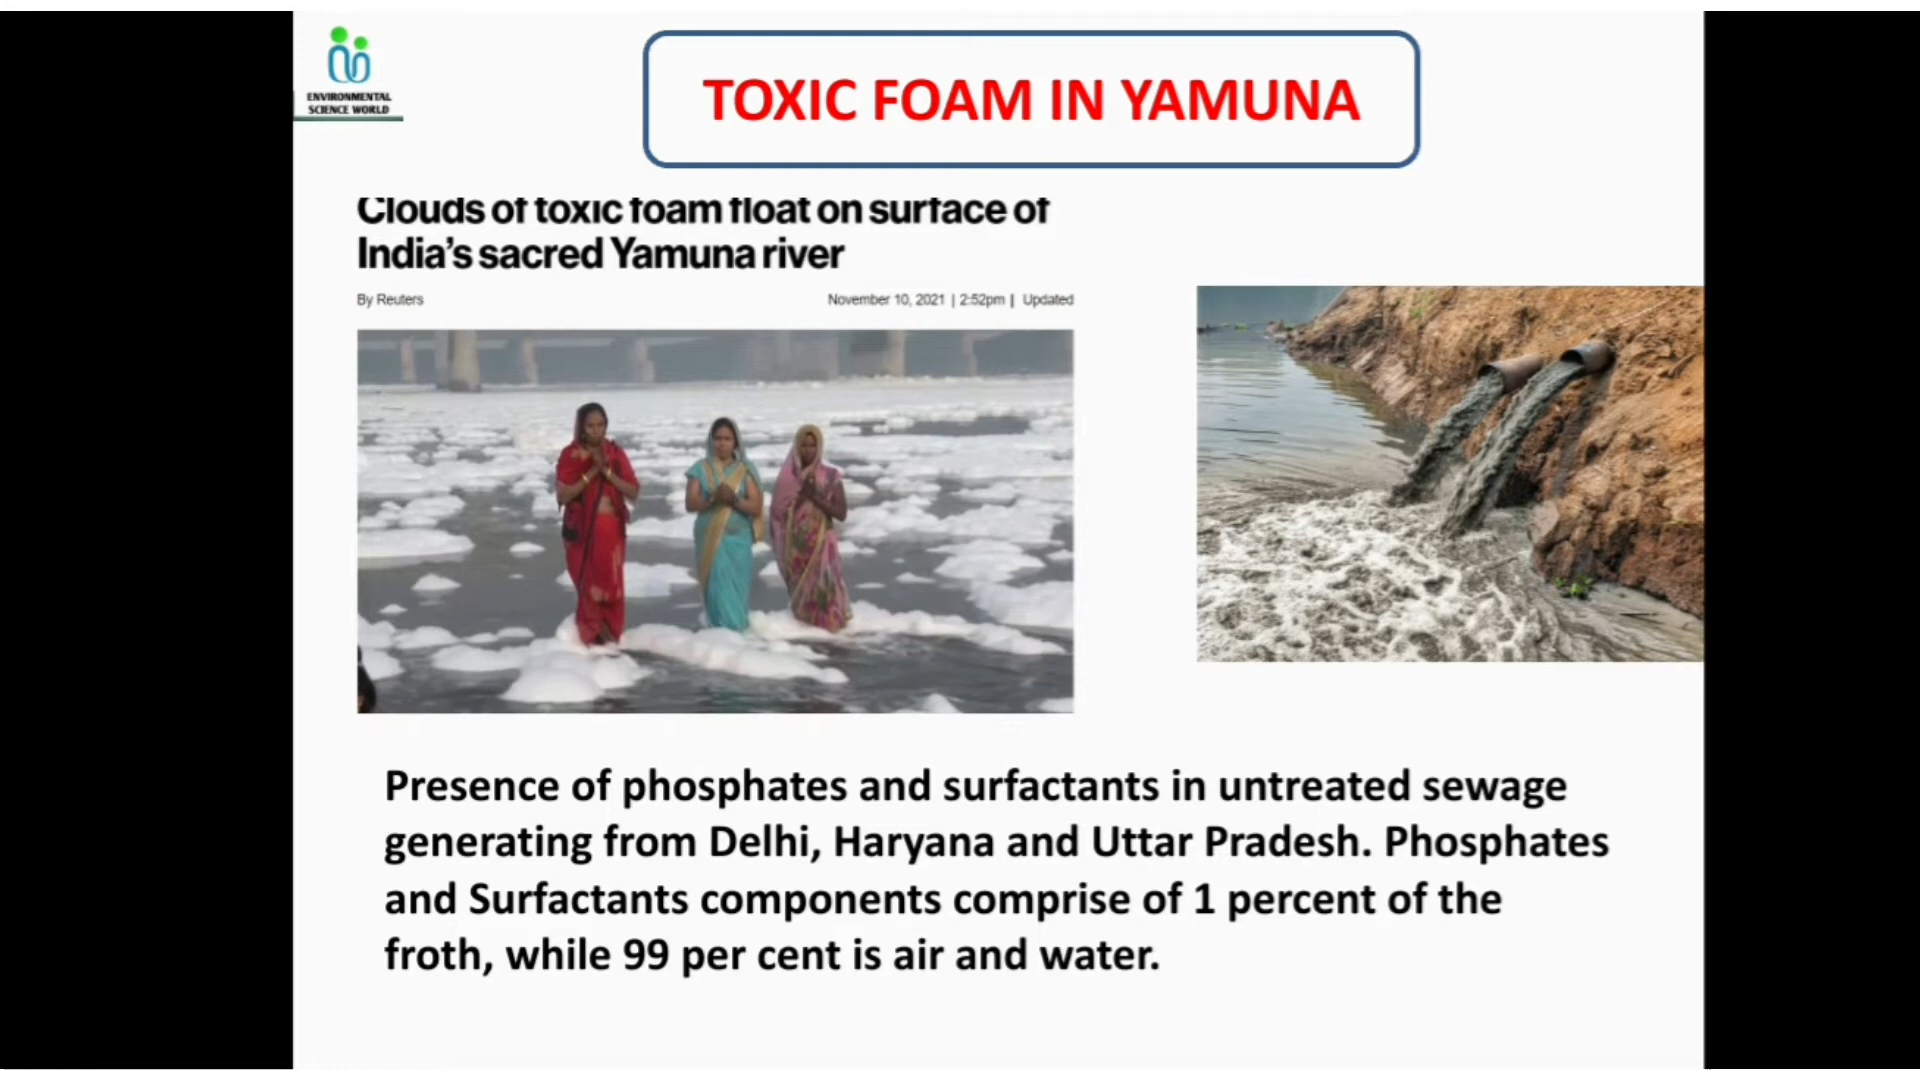 ENVIRONMENTAL
SCIENCE WORLD
TOXIC FOAM IN YAMUNA
Clouds of toxic foam float on surface of
India's sacred Yamuna river
By Reuters
November 10, 2021 | 2:52pm | Updated
Presence of phosphates and surfactants in untreated sewage
generating from Delhi, Haryana and Uttar Pradesh. Phosphates
and Surfactants components comprise of 1 percent of the
froth, while 99 per cent is air and water.